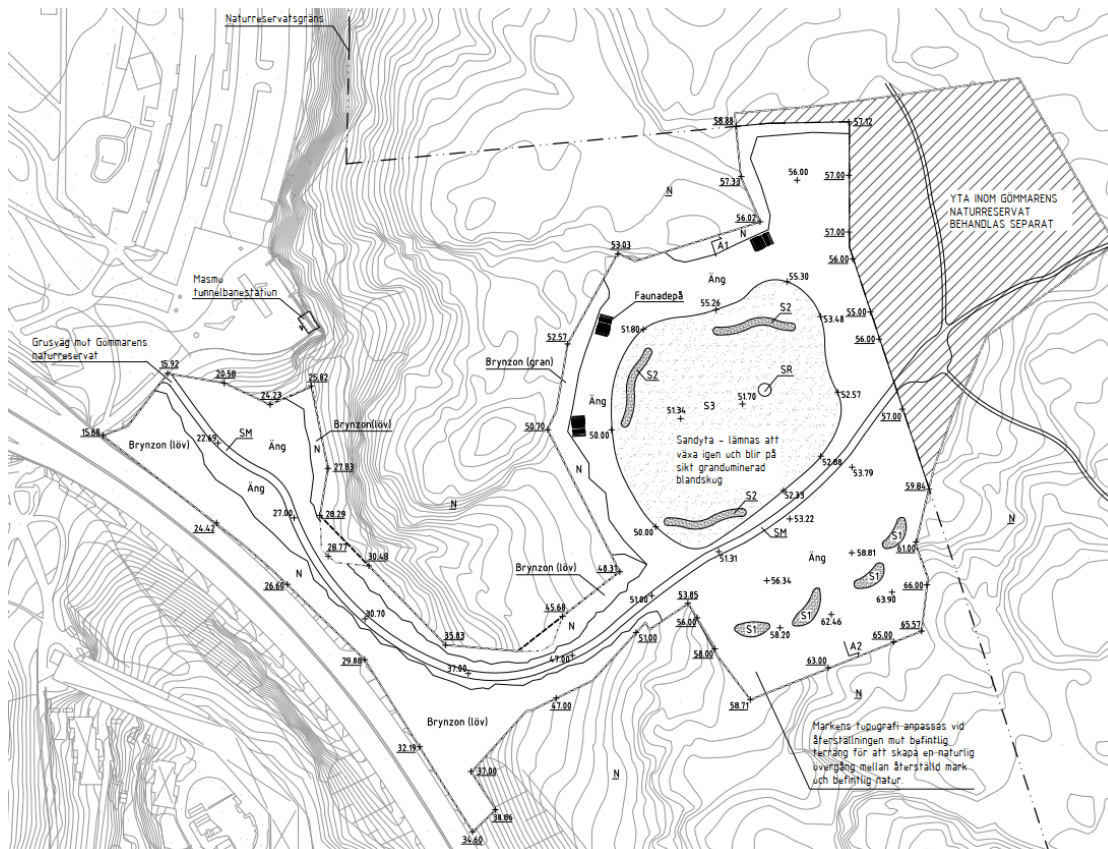 Naturreservatsgräns
58.88
57.12
56.00
57.33
57.00
N
YTA INOM GÖMMARENS
NATURRESERVAT
BEHANDLAS SEPARAT
56.02
N
57.00
A1
53.03
56.00
Masmo
tunnelbanestation
Äng
55.30
Faunadepå
55.26
S2
53.48
55.00
51.80
52.57
56.00
Grusväg mot Gömmarens
naturreservat
15.92
20.58
25.82
Brynzon (gran)
S2
SR
24.23
Äng
S3
51.70
52.57
51.34
57.00
15.68
Brynzon (löv)
22.69
SM
Äng
N
Brynzon(löv)
50.70
50.00
Sandyta - lämnas att
växa igen och blir på
sikt granduminerad
blandskog
52.88
53.79
27.83
N
59.84
Äng
52.33
S2
27.00
28.29
N
53.22
N
24.42
50.00
SM
S1
61.00
28.77
30.48
51.31
Äng
58.81
Brynzon (löv)
48.31
S1
26.60
N
56.34
66.00
51.80
53.85
63.90
30.70
45.68
56.00
S1
62.46
N
S1
58.20
65.57
35.83
51.00
65.00
A2
29.88
47.00
58.00
37.00
63.00
N
47.00
58.71
Brynzon (löv)
32.19
Markens topografi anpassas vid
återställningen mot befintlig
terräng för att skapa en naturlig
övergång mellan återställd mark
och befintlig natur.
37.00
N
38.86
34.60